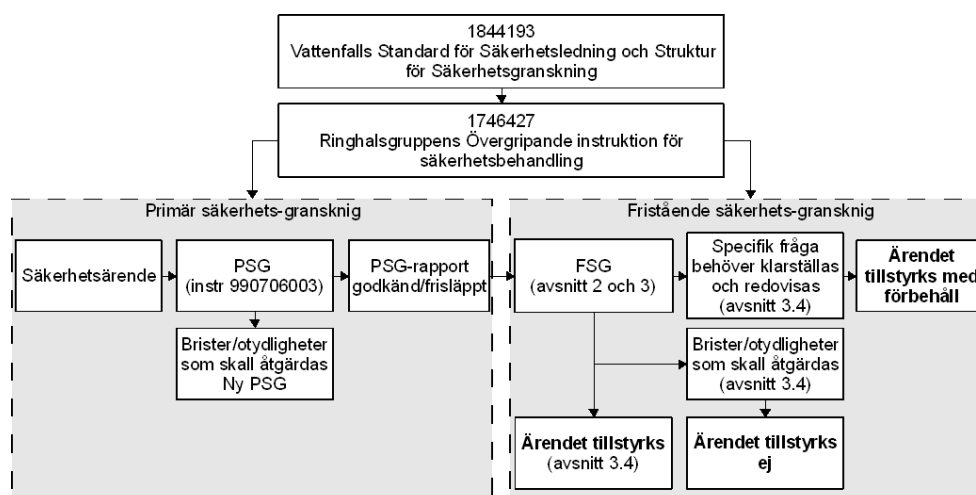 1844193
Vattenfalls Standard för Säkerhetsledning och Struktur
för Säkerhetsgranskning
1746427
Ringhalsgruppens Övergripande instruktion för
säkerhetsbehandling
Primär säkerhets-gransknig
Säkerhetsärende
PSG
(instr 990706003)
PSG-rapport
godkänd/frisläppt
Brister/otydligheter
som skall åtgärdas
Ny PSG
Fristående säkerhets-gransknig
FSG
(avsnitt 2 och 3)
Specifik fråga
behöver klarställas
och redovisas
(avsnitt 3.4)
Ärendet
tillstyrks med
förbehåll
Brister/otydligheter
som skall åtgärdas
(avsnitt 3.4)
Ärendet tillstyrks
(avsnitt 3.4)
Ärendet tillstyrks
ej